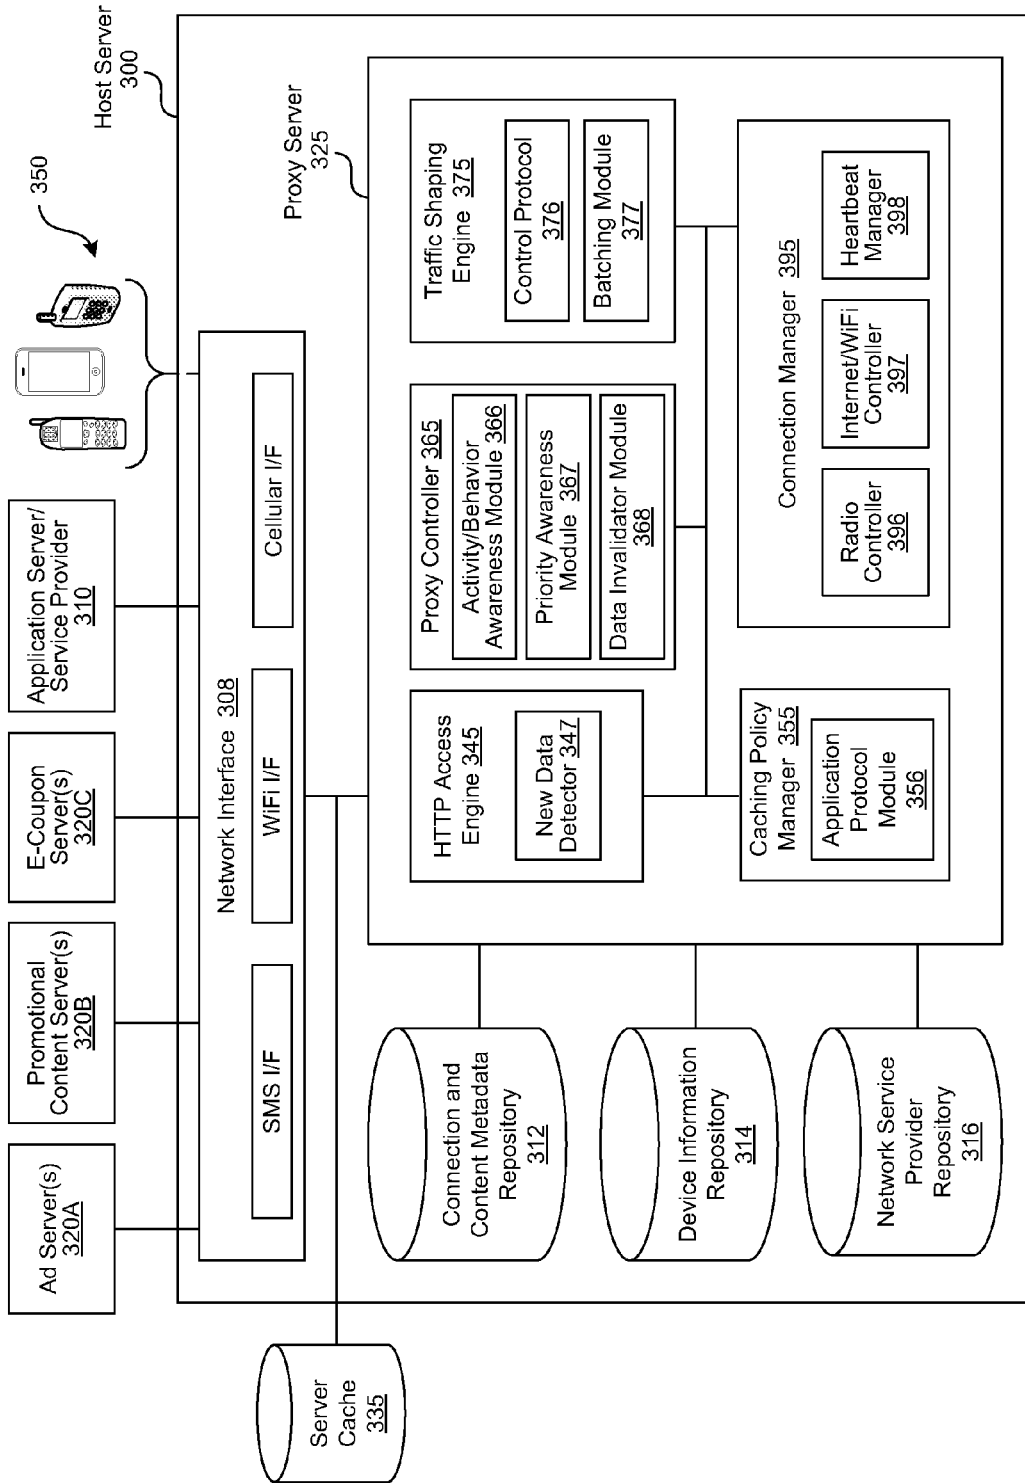 Ad Server(s)
320A
Promotional
Content Server(s)
320B
E-Coupon
Server(s)
320C
Application Server/
Service Provider
310
350
Host Server
300
Network Interface 308
SMS I/F
WiFi I/F
Cellular I/F
Server
Cache
335
Proxy Server
325
Connection and
Content Metadata
Repository
312
Device Information
Repository
314
Network Service
Provider
Repository
316
HTTP Access
Engine 345
New Data
Detector 347
Proxy Controller 365
Activity/Behavior
Awareness Module 366
Priority Awareness
Module 367
Data Invalidator Module
368
Traffic Shaping
Engine 375
Control Protocol
376
Batching Module
377
Caching Policy
Manager 355
Application
Protocol
Module
356
Connection Manager 395
Radio
Controller
396
Internet/WiFi
Controller
397
Heartbeat
Manager
398